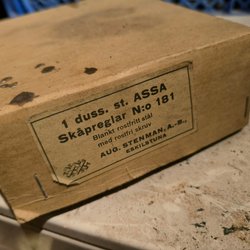 1 duss. st. ASSA
Skåpreglar N:o 181
Blankt rostfritt stål
med rostfri skruv
AUG. STENMAN, A.-B.,
ESKILSTUNA